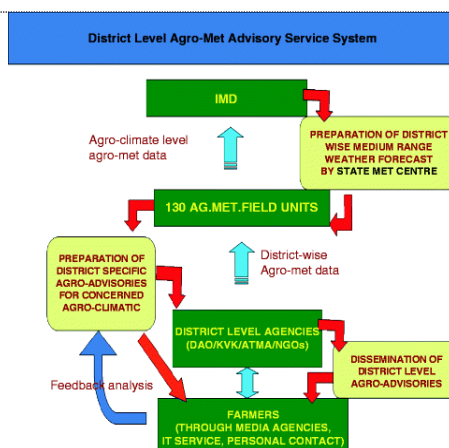 District Level Agro-Met Advisory Service System
IMD
Agro-climate level
agro-met data
PREPARATION OF DISTRICT
WISE MEDIUM RANGE
WEATHER FORECAST
BY STATE MET CENTRE
130 AG.MET.FIELD UNITS
PREPARATION OF
DISTRICT SPECIFIC
AGRO-ADVISORIES
FOR CONCERNED
AGRO-CLIMATIC
District-wise
Agro-met data
DISTRICT LEVEL AGENCIES
(DAO/KVK/ATMA/NGOs)
DISSEMINATION OF
DISTRICT LEVEL
AGRO-ADVISORIES
Feedback analysis
FARMERS
(THROUGH MEDIA AGENCIES,
IT SERVICE, PERSONAL CONTACT)